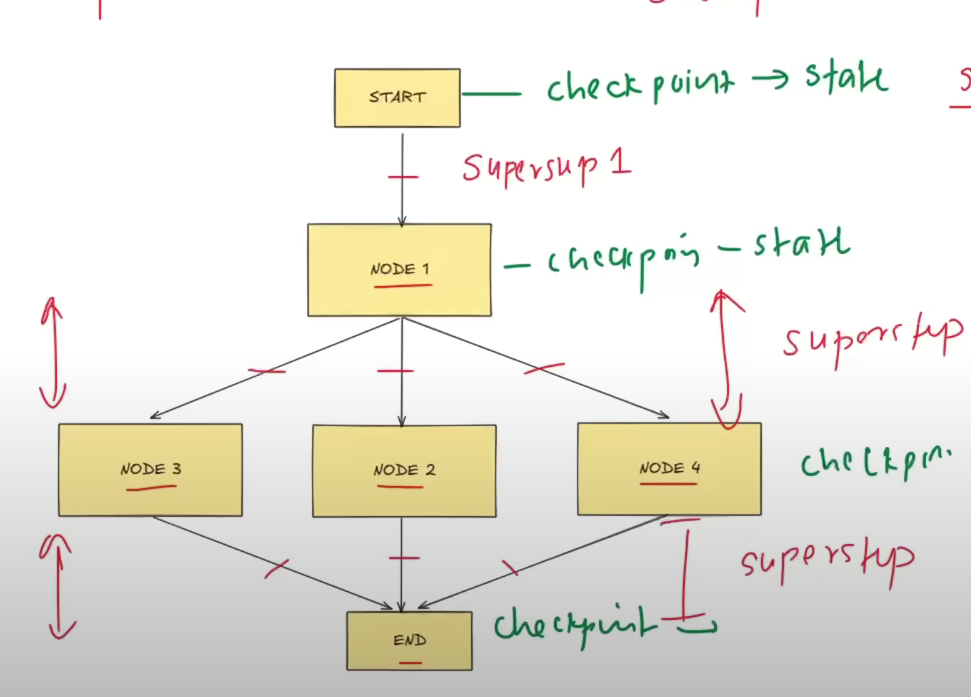 START
checkpoint → state
Superstep 1
NODE 1
- checkpoin - state
superstep
NODE 3
NODE 2
NODE 4
checkpoin
superstep
END
checkpoint